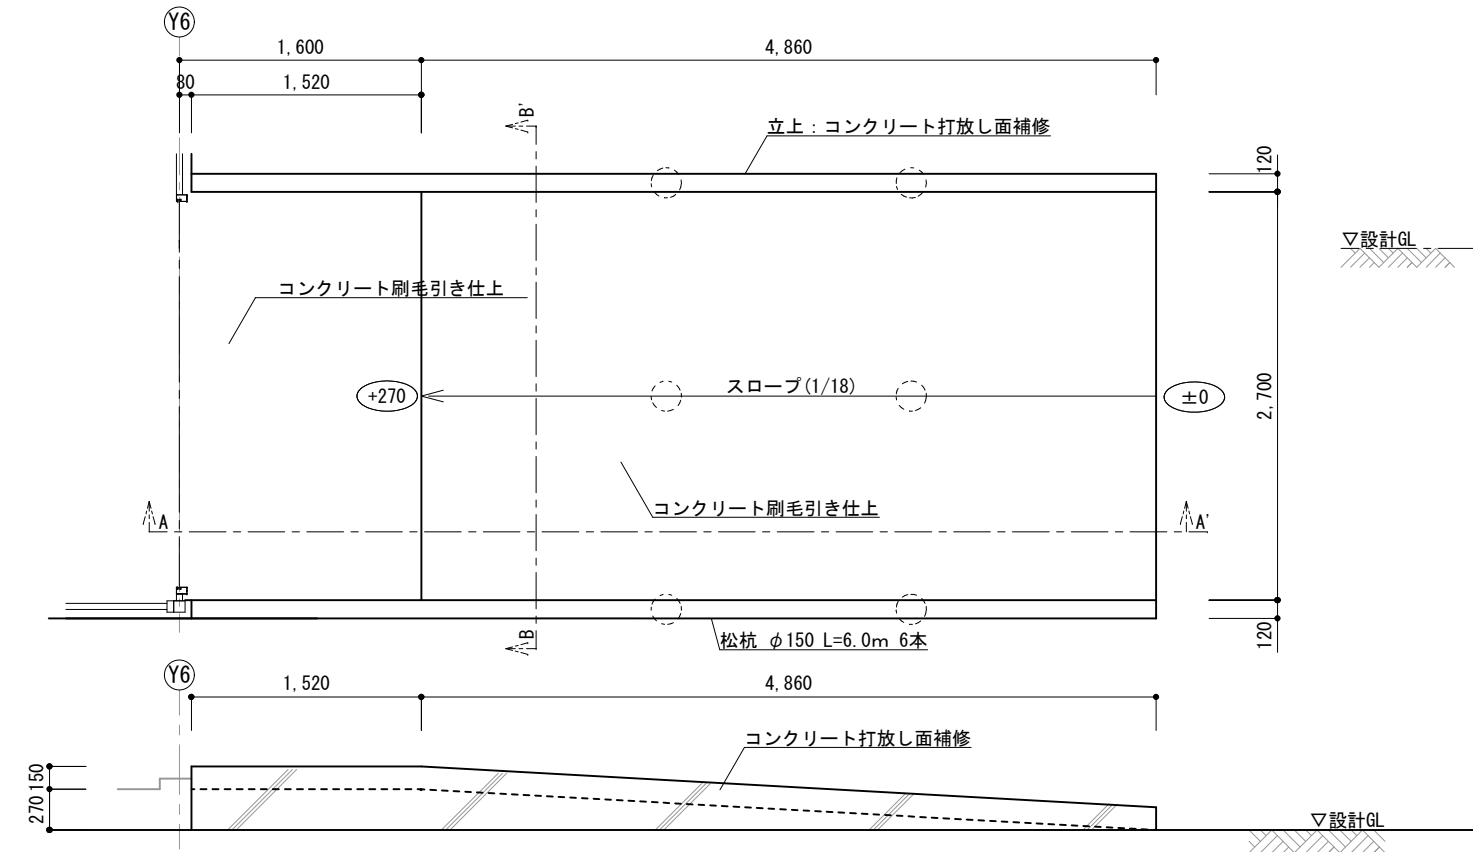 Y6
1,600
4,860
80
1,520
B'
立上：コンクリート打放し面補修
120
▽設計GL
コンクリート刷毛引き仕上
+270
スロープ(1/18)
±0
2,700
コンクリート刷毛引き仕上
A
A'
B
松杭 φ150 L=6.0m 6本
120
Y6
1,520
4,860
コンクリート打放し面補修
150
270
▽設計GL